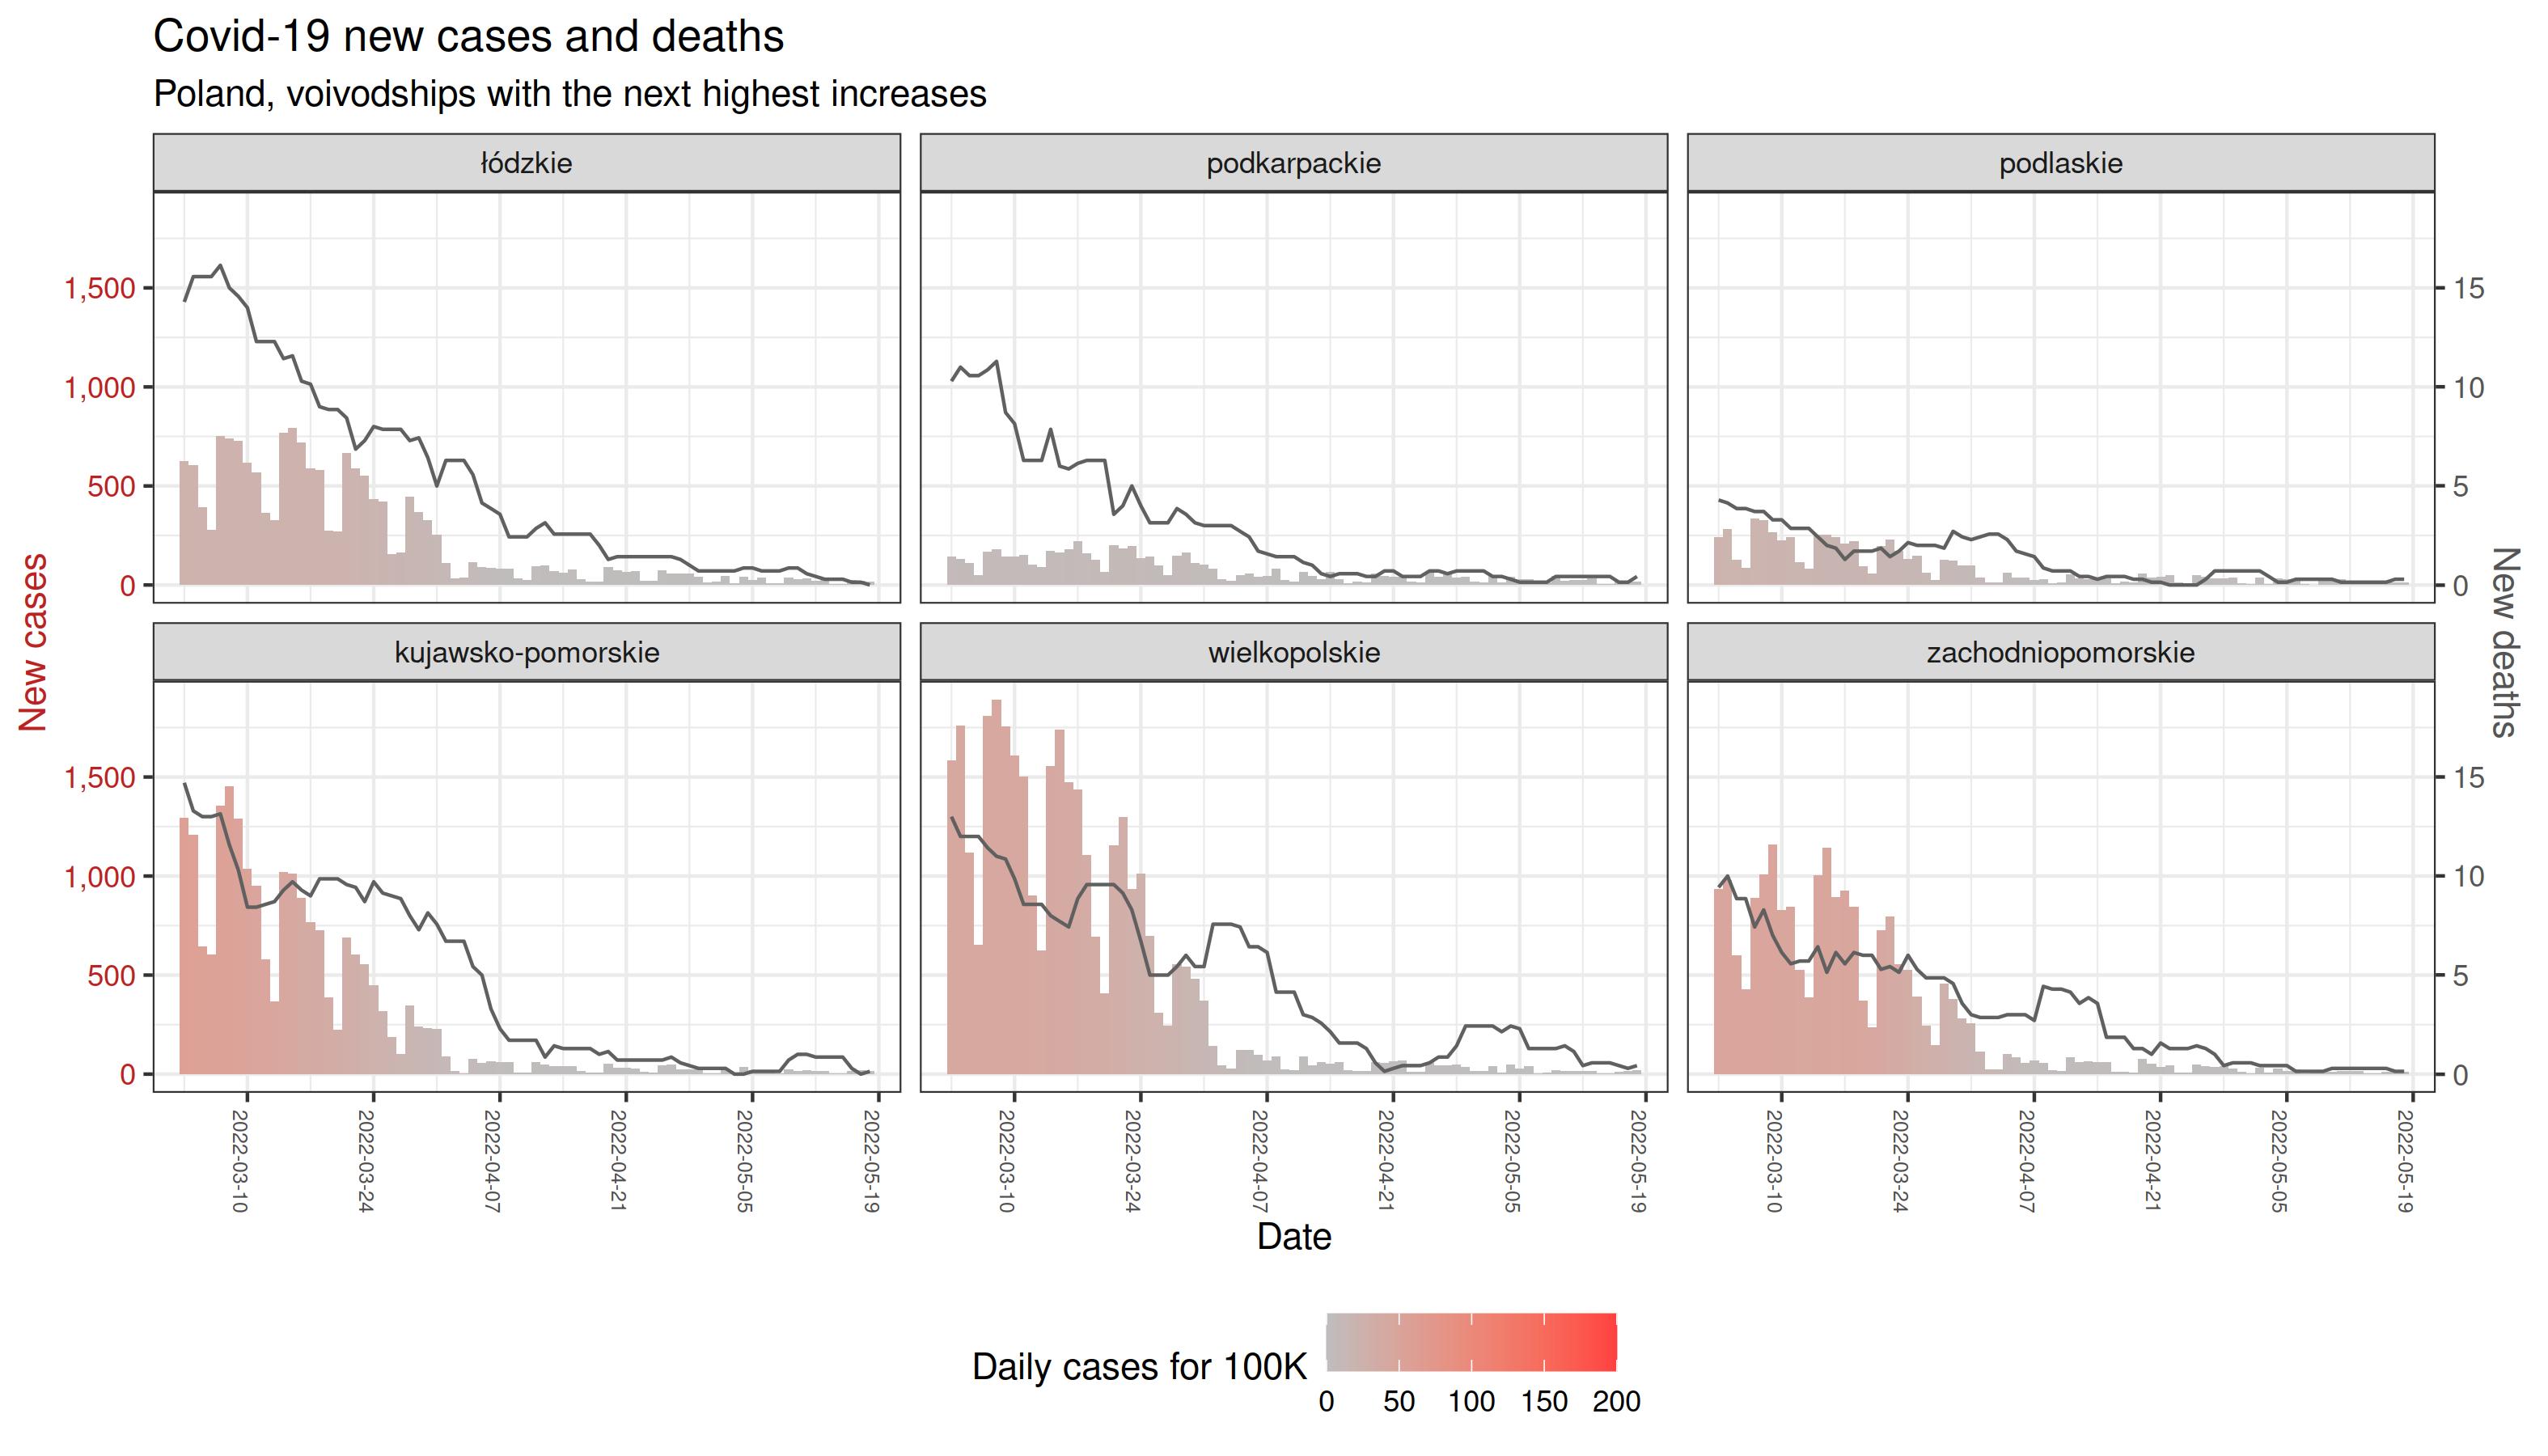 Covid-19 new cases and deaths
Poland, voivodships with the next highest increases
łódzkie
podkarpackie
podlaskie
1,500
1,000
500
0
15
10
5
0
kujawsko-pomorskie
wielkopolskie
zachodniopomorskie
1,500
1,000
500
0
15
10
5
0
New cases
New deaths
2022-03-10
2022-03-24
2022-04-07
2022-04-21
2022-05-05
2022-05-19
2022-03-10
2022-03-24
2022-04-07
2022-04-21
2022-05-05
2022-05-19
2022-03-10
2022-03-24
2022-04-07
2022-04-21
2022-05-05
2022-05-19
Date
Daily cases for 100K
0 50 100 150 200